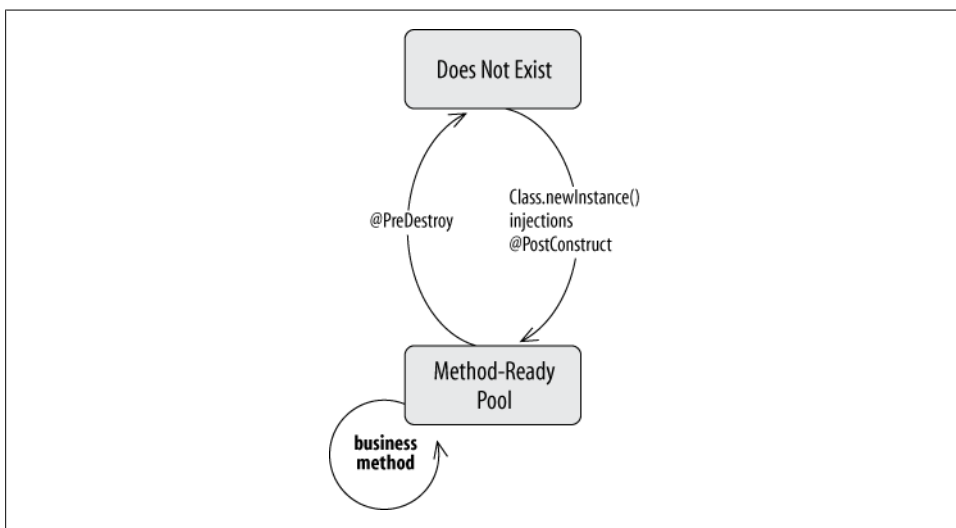 Does Not Exist
@PreDestroy
Class.newInstance()
injections
@PostConstruct
Method-Ready
Pool
business
method